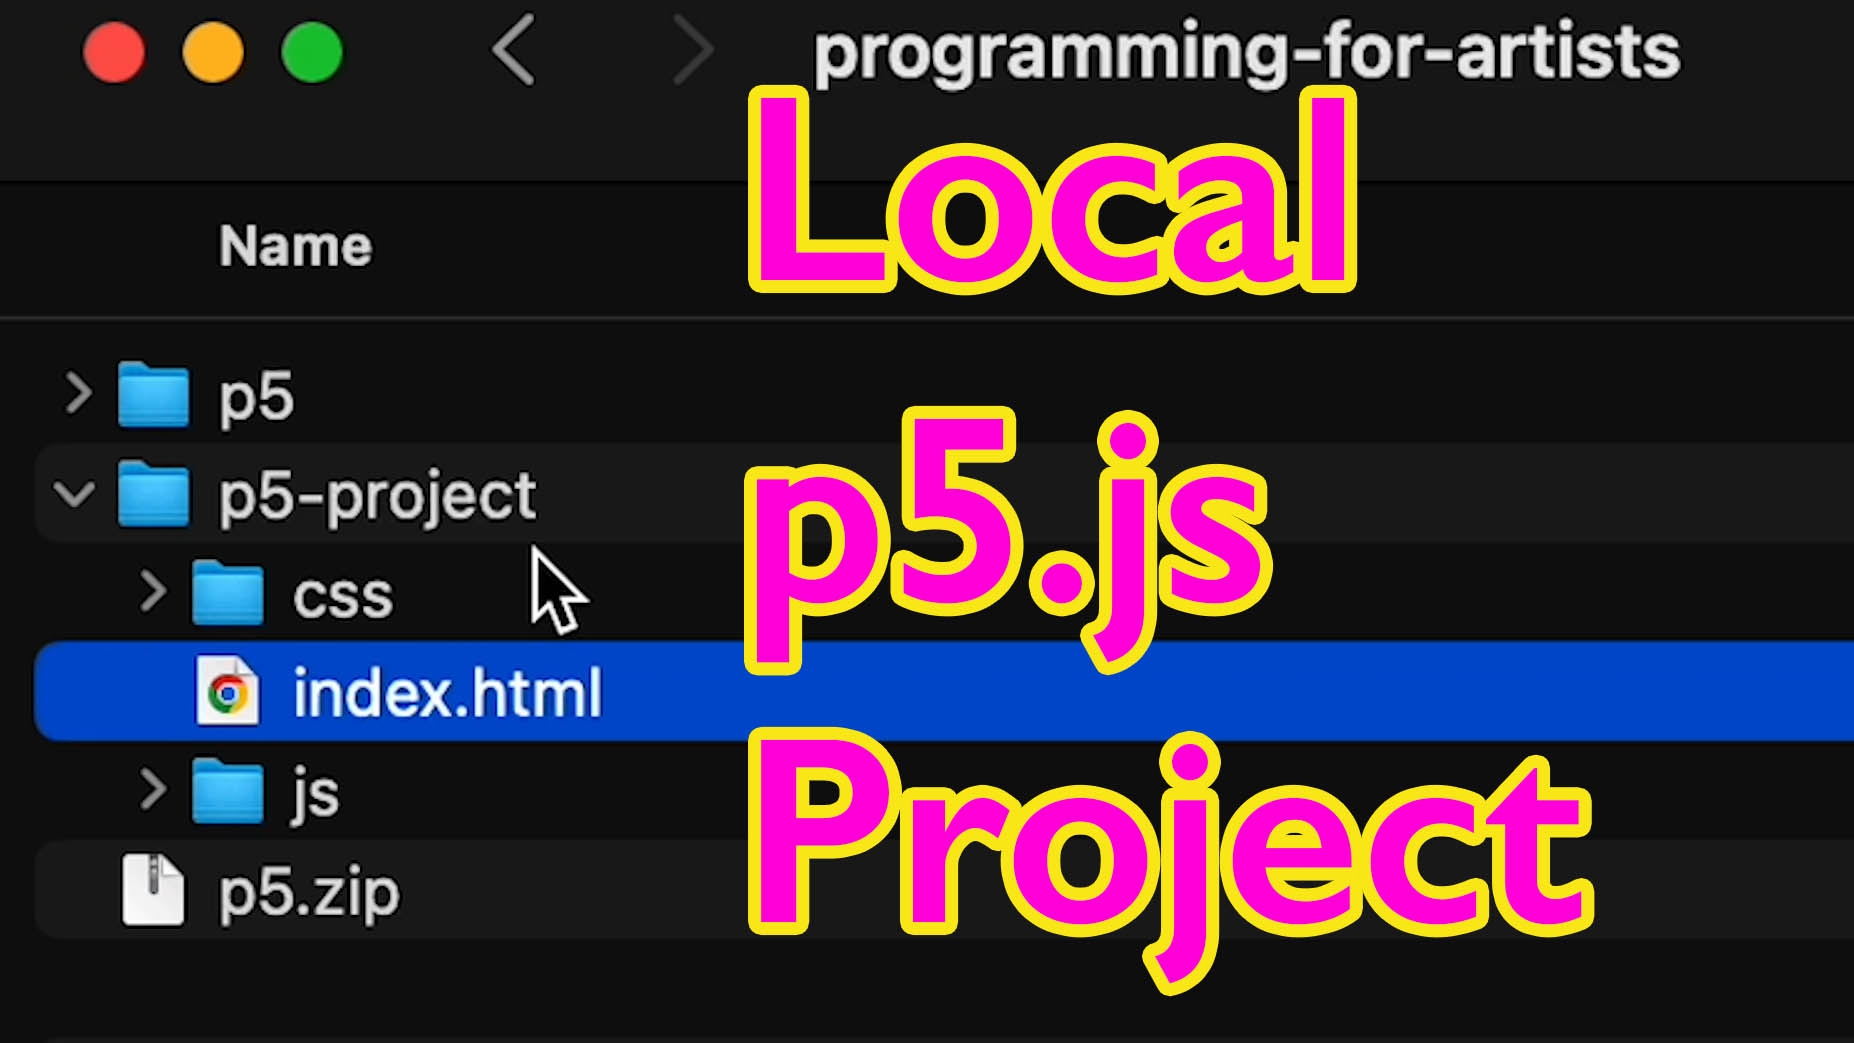 programming-for-artists
Local
Name
p5
p5-project
p5.js
css
index.html
Project
js
p5.zip